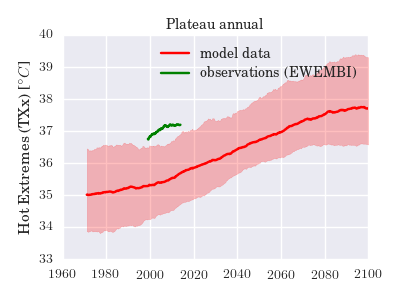 Plateau annual
model data
observations (EWEMBI)
Hot Extremes (TXx) [°C]
40
39
38
37
36
35
34
33
1960 1980 2000 2020 2040 2060 2080 2100